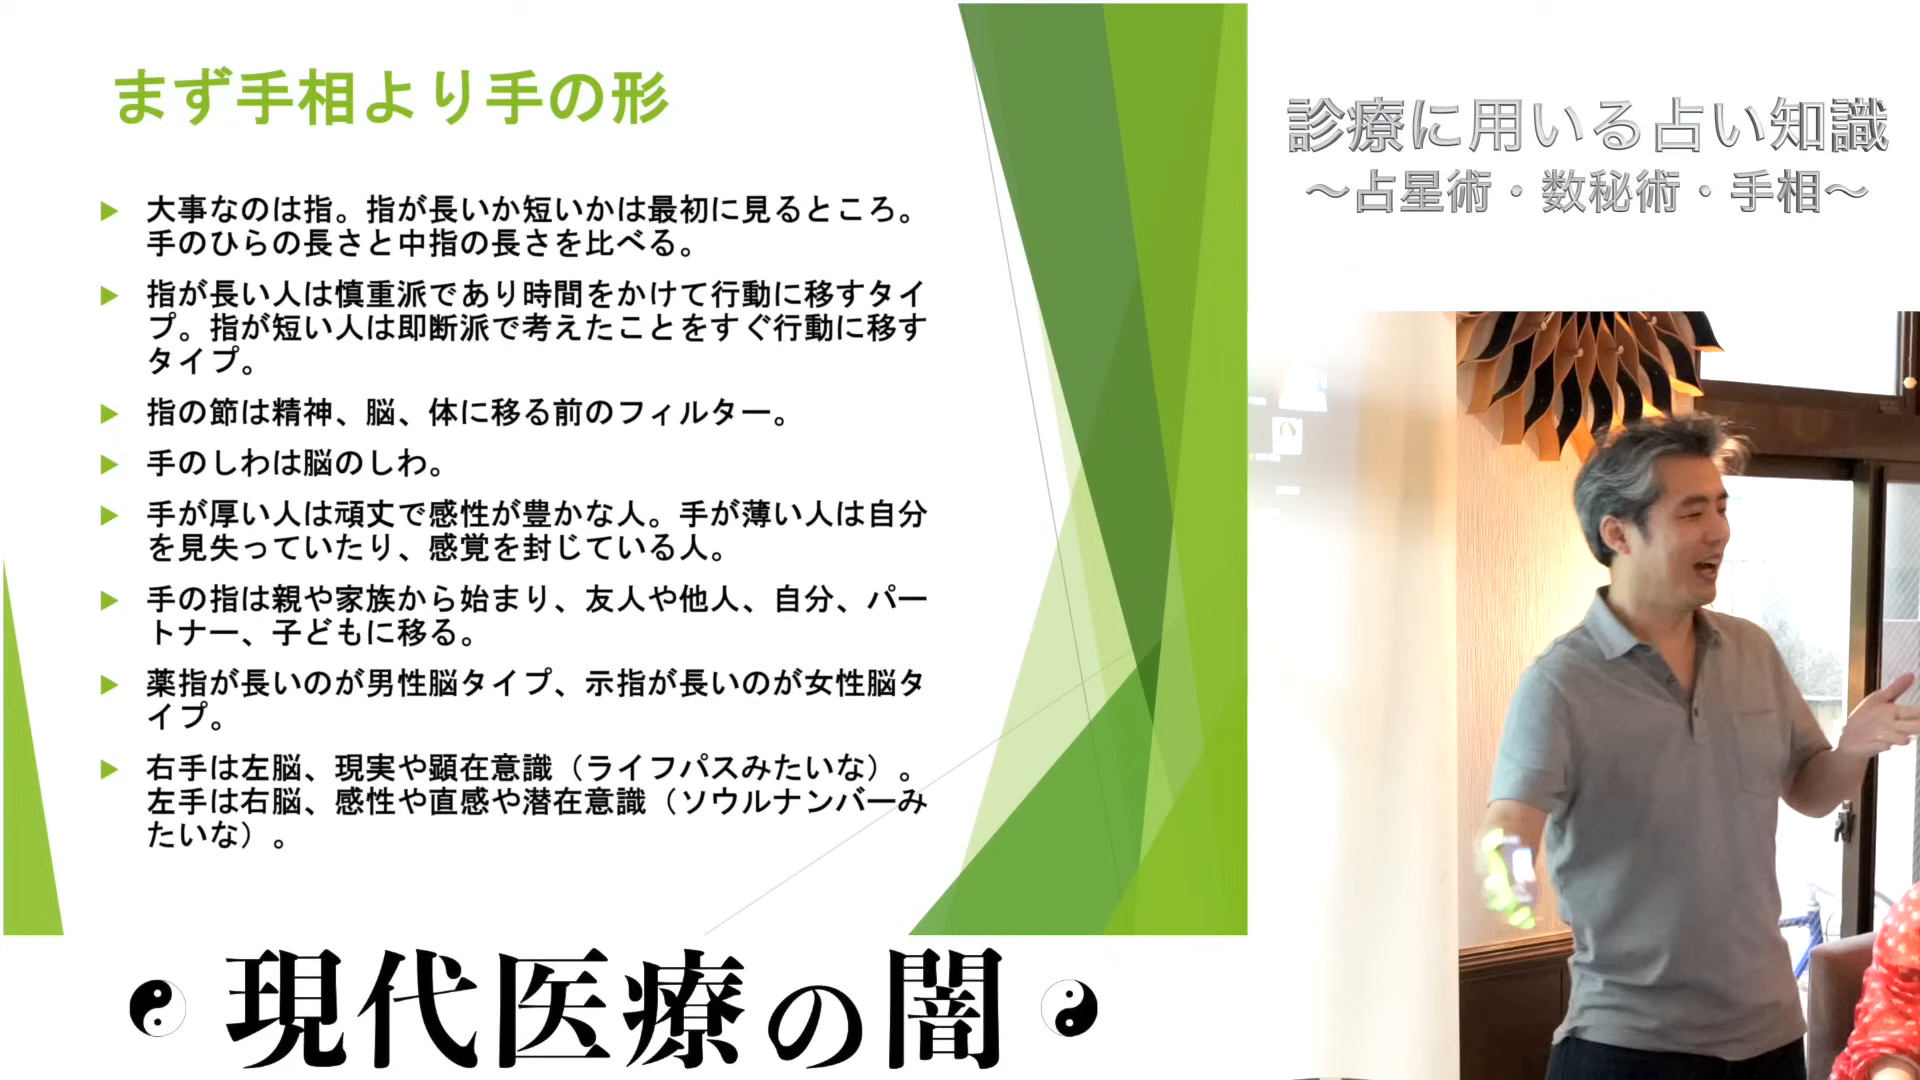 まず手相より手の形
大事なのは指。指が長いか短いかは最初に見るところ。
手のひらの長さと中指の長さを比べる。
指が長い人は慎重派であり時間をかけて行動に移すタイ
プ。指が短い人は即断派で考えたことをすぐ行動に移す
タイプ。
指の節は精神、脳、体に移る前のフィルター。
手のしわは脳のしわ。
手が厚い人は頑丈で感性が豊かな人。手が薄い人は自分
を見失っていたり、感覚を封じている人。
手の指は親や家族から始まり、友人や他人、自分、パー
トナー、子どもに移る。
薬指が長いのが男性脳タイプ、示指が長いのが女性脳タ
イプ。
右手は左脳、現実や顕在意識（ライフパスみたいな）。
左手は右脳、感性や直感や潜在意識（ソウルナンバーみ
たいな）。
診療に用いる占い知識
～占星術・数秘術・手相～
現代医療の闇